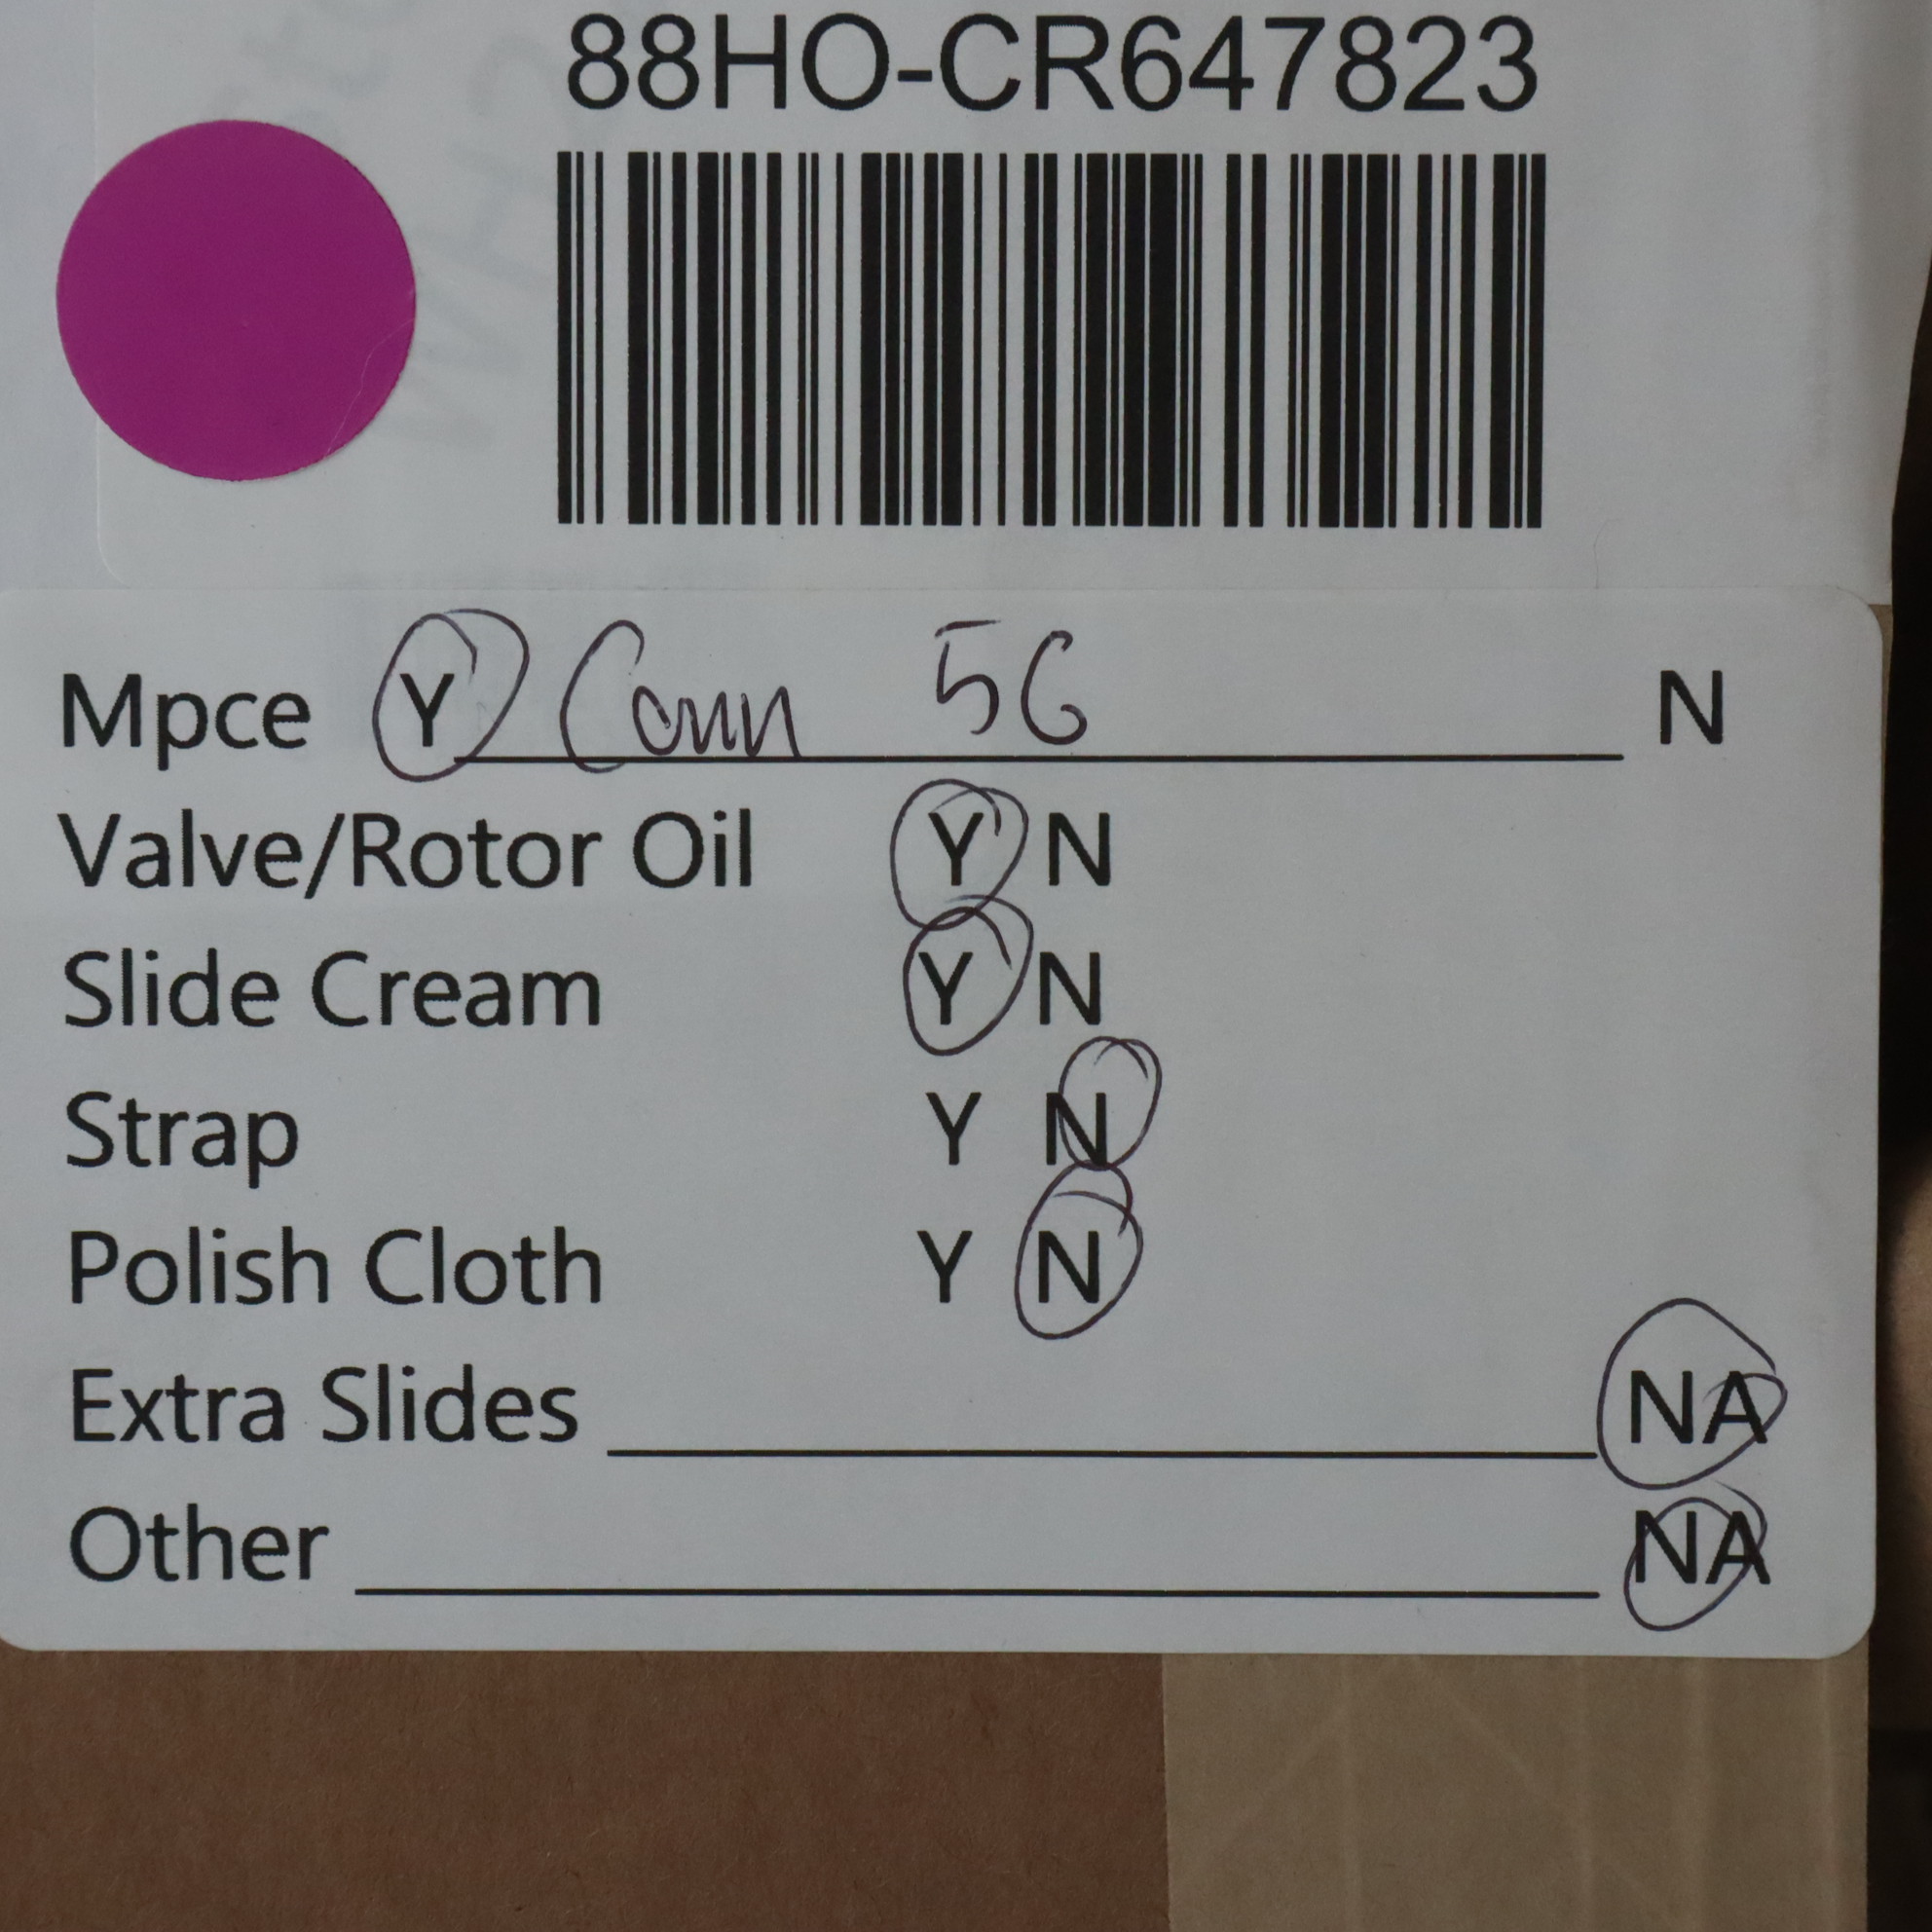 88HO-CR647823
Mpce Y Conn 5G N
Valve/Rotor Oil Y N
Slide Cream Y N
Strap Y N
Polish Cloth Y N
Extra Slides NA
Other NA